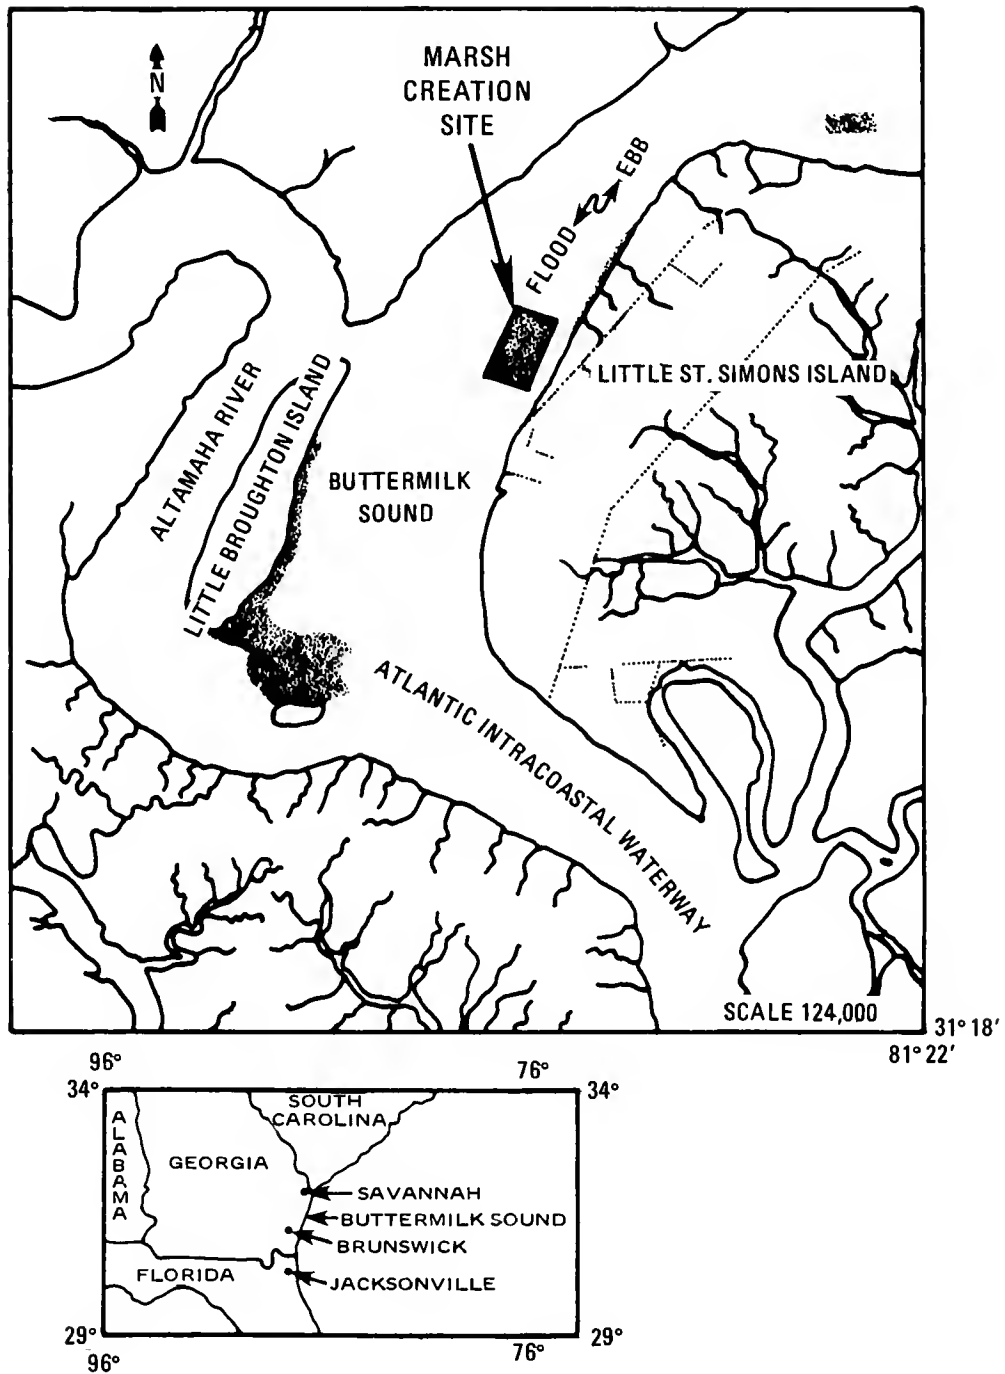 N
MARSH
CREATION
SITE
FLOOD
EBB
LITTLE ST. SIMONS ISLAND
ALTAMAHA RIVER
LITTLE BROUGHTON ISLAND
BUTTERMILK
SOUND
ATLANTIC INTRACOASTAL WATERWAY
SCALE 124,000
31° 18'
81° 22'
96°
76°
34°
34°
SOUTH
CAROLINA
ALABAMA
GEORGIA
SAVANNAH
BUTTERMILK SOUND
BRUNSWICK
FLORIDA
JACKSONVILLE
29°
29°
96°
76°